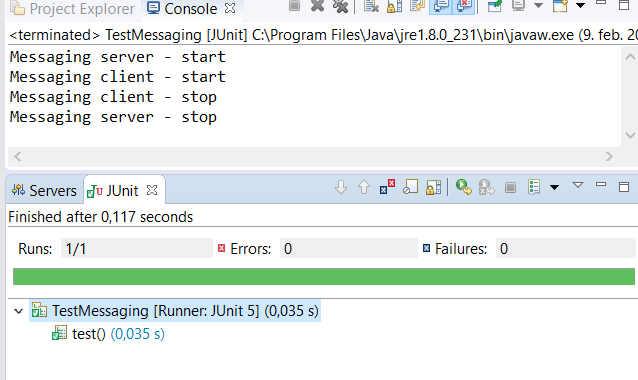 Project Explorer Console
<terminated> TestMessaging [JUnit] C:\Program Files\Java\jre1.8.0_231\bin\javaw.exe (9. feb. 20
Messaging server - start
Messaging client - start
Messaging client - stop
Messaging server - stop
Servers JUnit
Finished after 0,117 seconds
Runs: 1/1 Errors: 0 Failures: 0
TestMessaging [Runner: JUnit 5] (0,035 s)
test() (0,035 s)